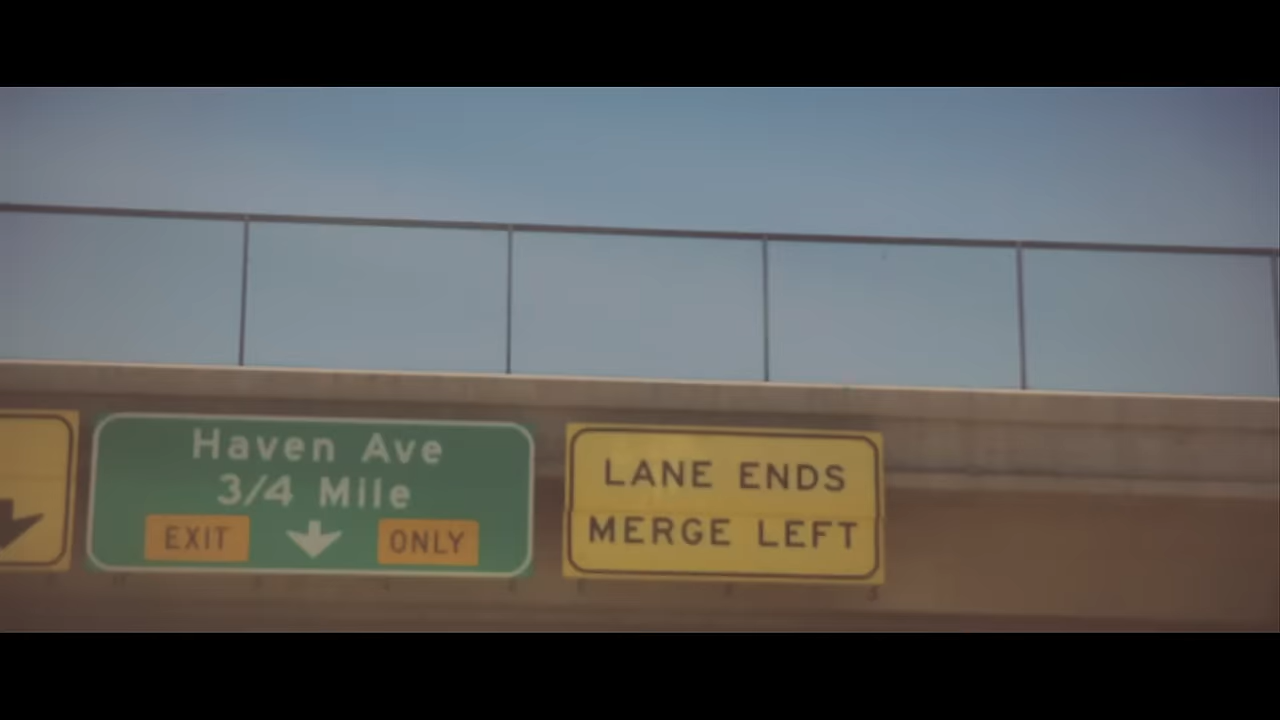 Haven Ave
3/4 Mile
EXIT ONLY
LANE ENDS
MERGE LEFT